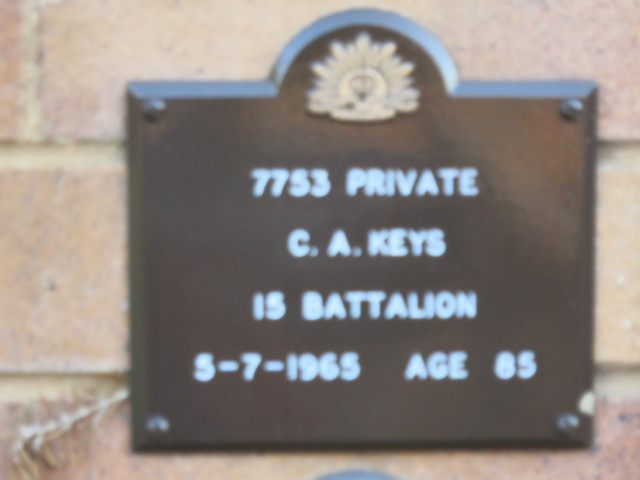 7753 PRIVATE
C. A. KEYS
15 BATTALION
5-7-1965 AGE 85